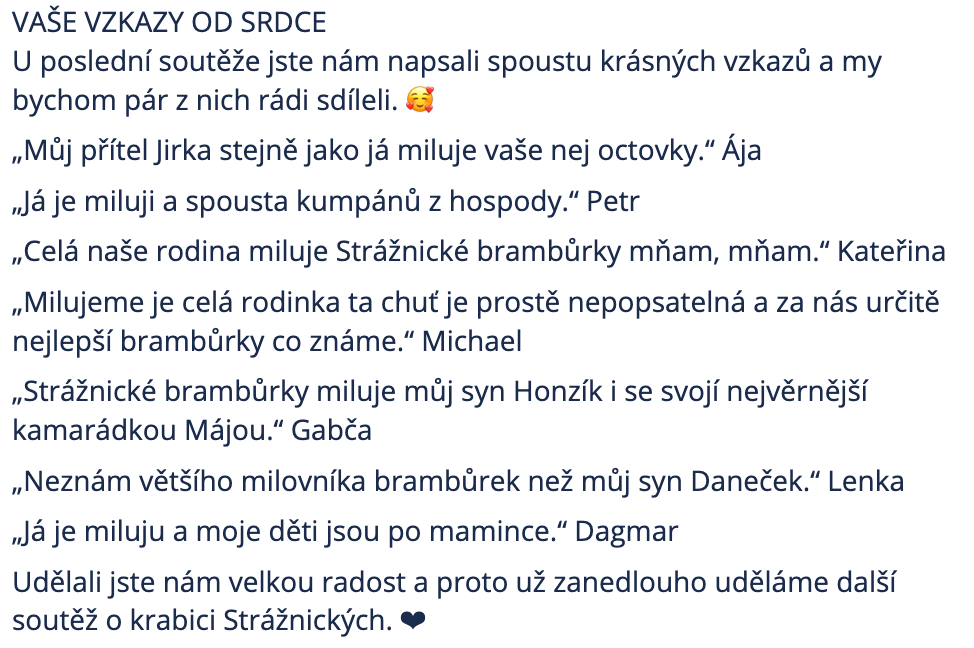 VAŠE VZKAZY OD SRDCE
U poslední soutěže jste nám napsali spoustu krásných vzkazů a my
bychom pár z nich rádi sdíleli. 🥰
„Můj přítel Jirka stejně jako já miluje vaše nej octovky.“ Ája
„Já je miluji a spousta kumpánů z hospody.“ Petr
„Celá naše rodina miluje Strážnické brambůrky mňam, mňam.“ Kateřina
„Milujeme je celá rodinka ta chuť je prostě nepopsatelná a za nás určitě
nejlepší brambůrky co známe.“ Michael
„Strážnické brambůrky miluje můj syn Honzík i se svojí nejvěrnější
kamarádkou Májou.“ Gabča
„Neznám většího milovníka brambůrek než můj syn Daneček.“ Lenka
„Já je miluju a moje děti jsou po mamince.“ Dagmar
Udělali jste nám velkou radost a proto už zanedlouho uděláme další
soutěž o krabici Strážnických. ❤